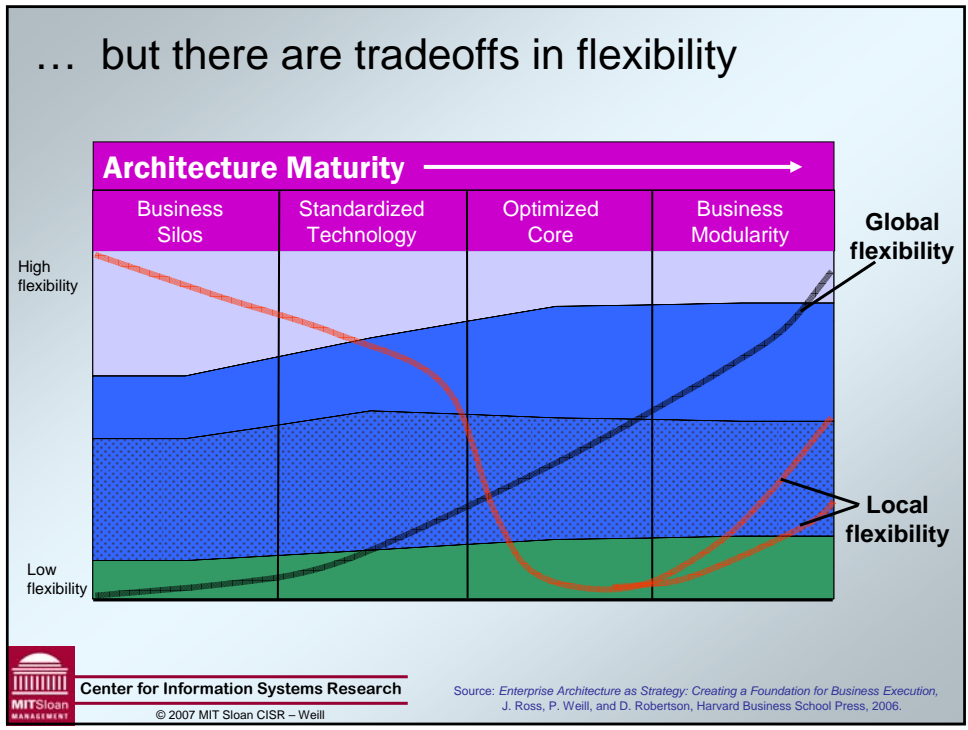 … but there are tradeoffs in flexibility
Architecture Maturity
Business
Silos
Standardized
Technology
Optimized
Core
Business
Modularity
Global
flexibility
High
flexibility
Local
flexibility
Low
flexibility
MITSloan
MANAGEMENT
Center for Information Systems Research
© 2007 MIT Sloan CISR – Weill
Source: Enterprise Architecture as Strategy: Creating a Foundation for Business Execution,
J. Ross, P. Weill, and D. Robertson, Harvard Business School Press, 2006.